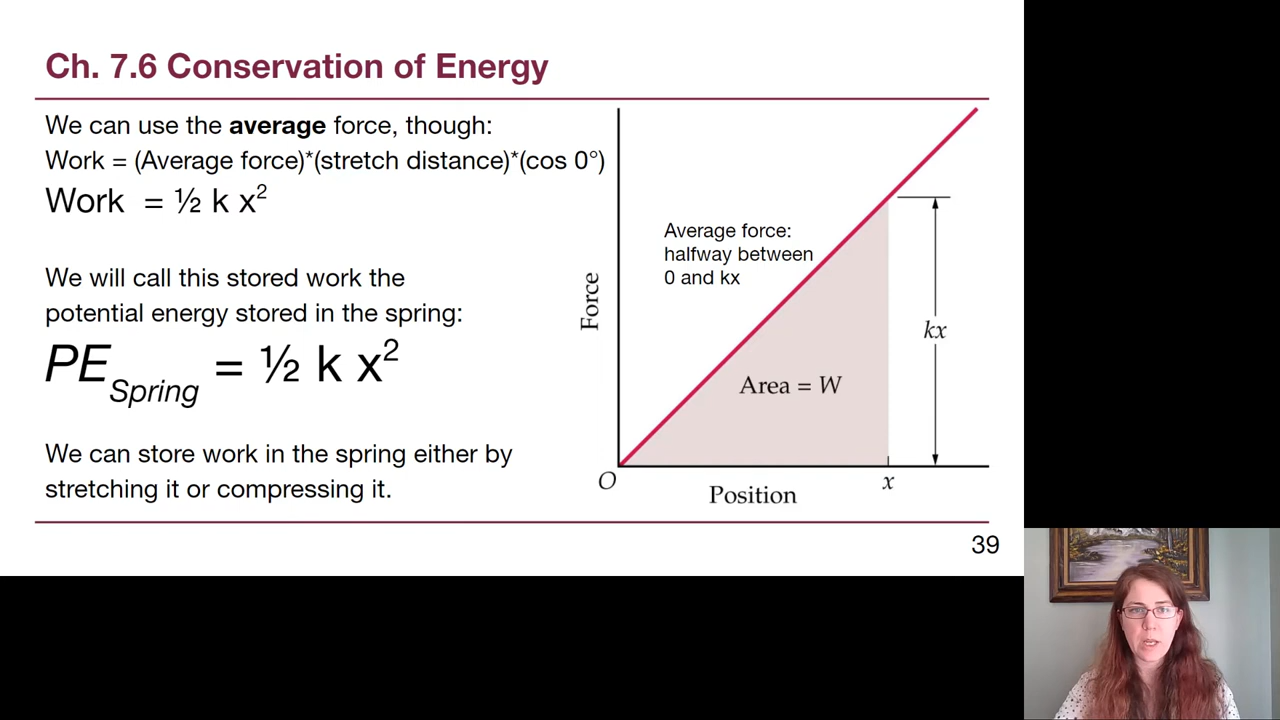 Ch. 7.6 Conservation of Energy
We can use the average force, though:
Work = (Average force)*(stretch distance)*(cos 0°)
Work = ½ k x²
We will call this stored work the
potential energy stored in the spring:
PE_Spring = ½ k x²
We can store work in the spring either by
stretching it or compressing it.
Average force:
halfway between
0 and kx
Force
kx
Area = W
O
x
Position
39